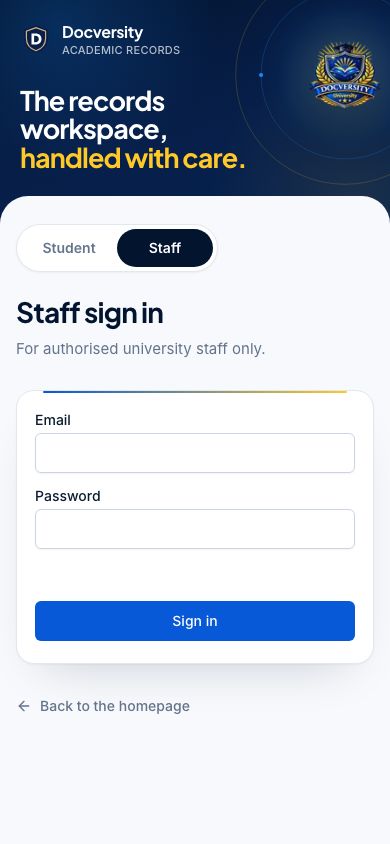 Docversity
ACADEMIC RECORDS
DOCVERSITY
University
The records
workspace,
handled with care.
Student
Staff
Staff sign in
For authorised university staff only.
Email
Password
Sign in
Back to the homepage